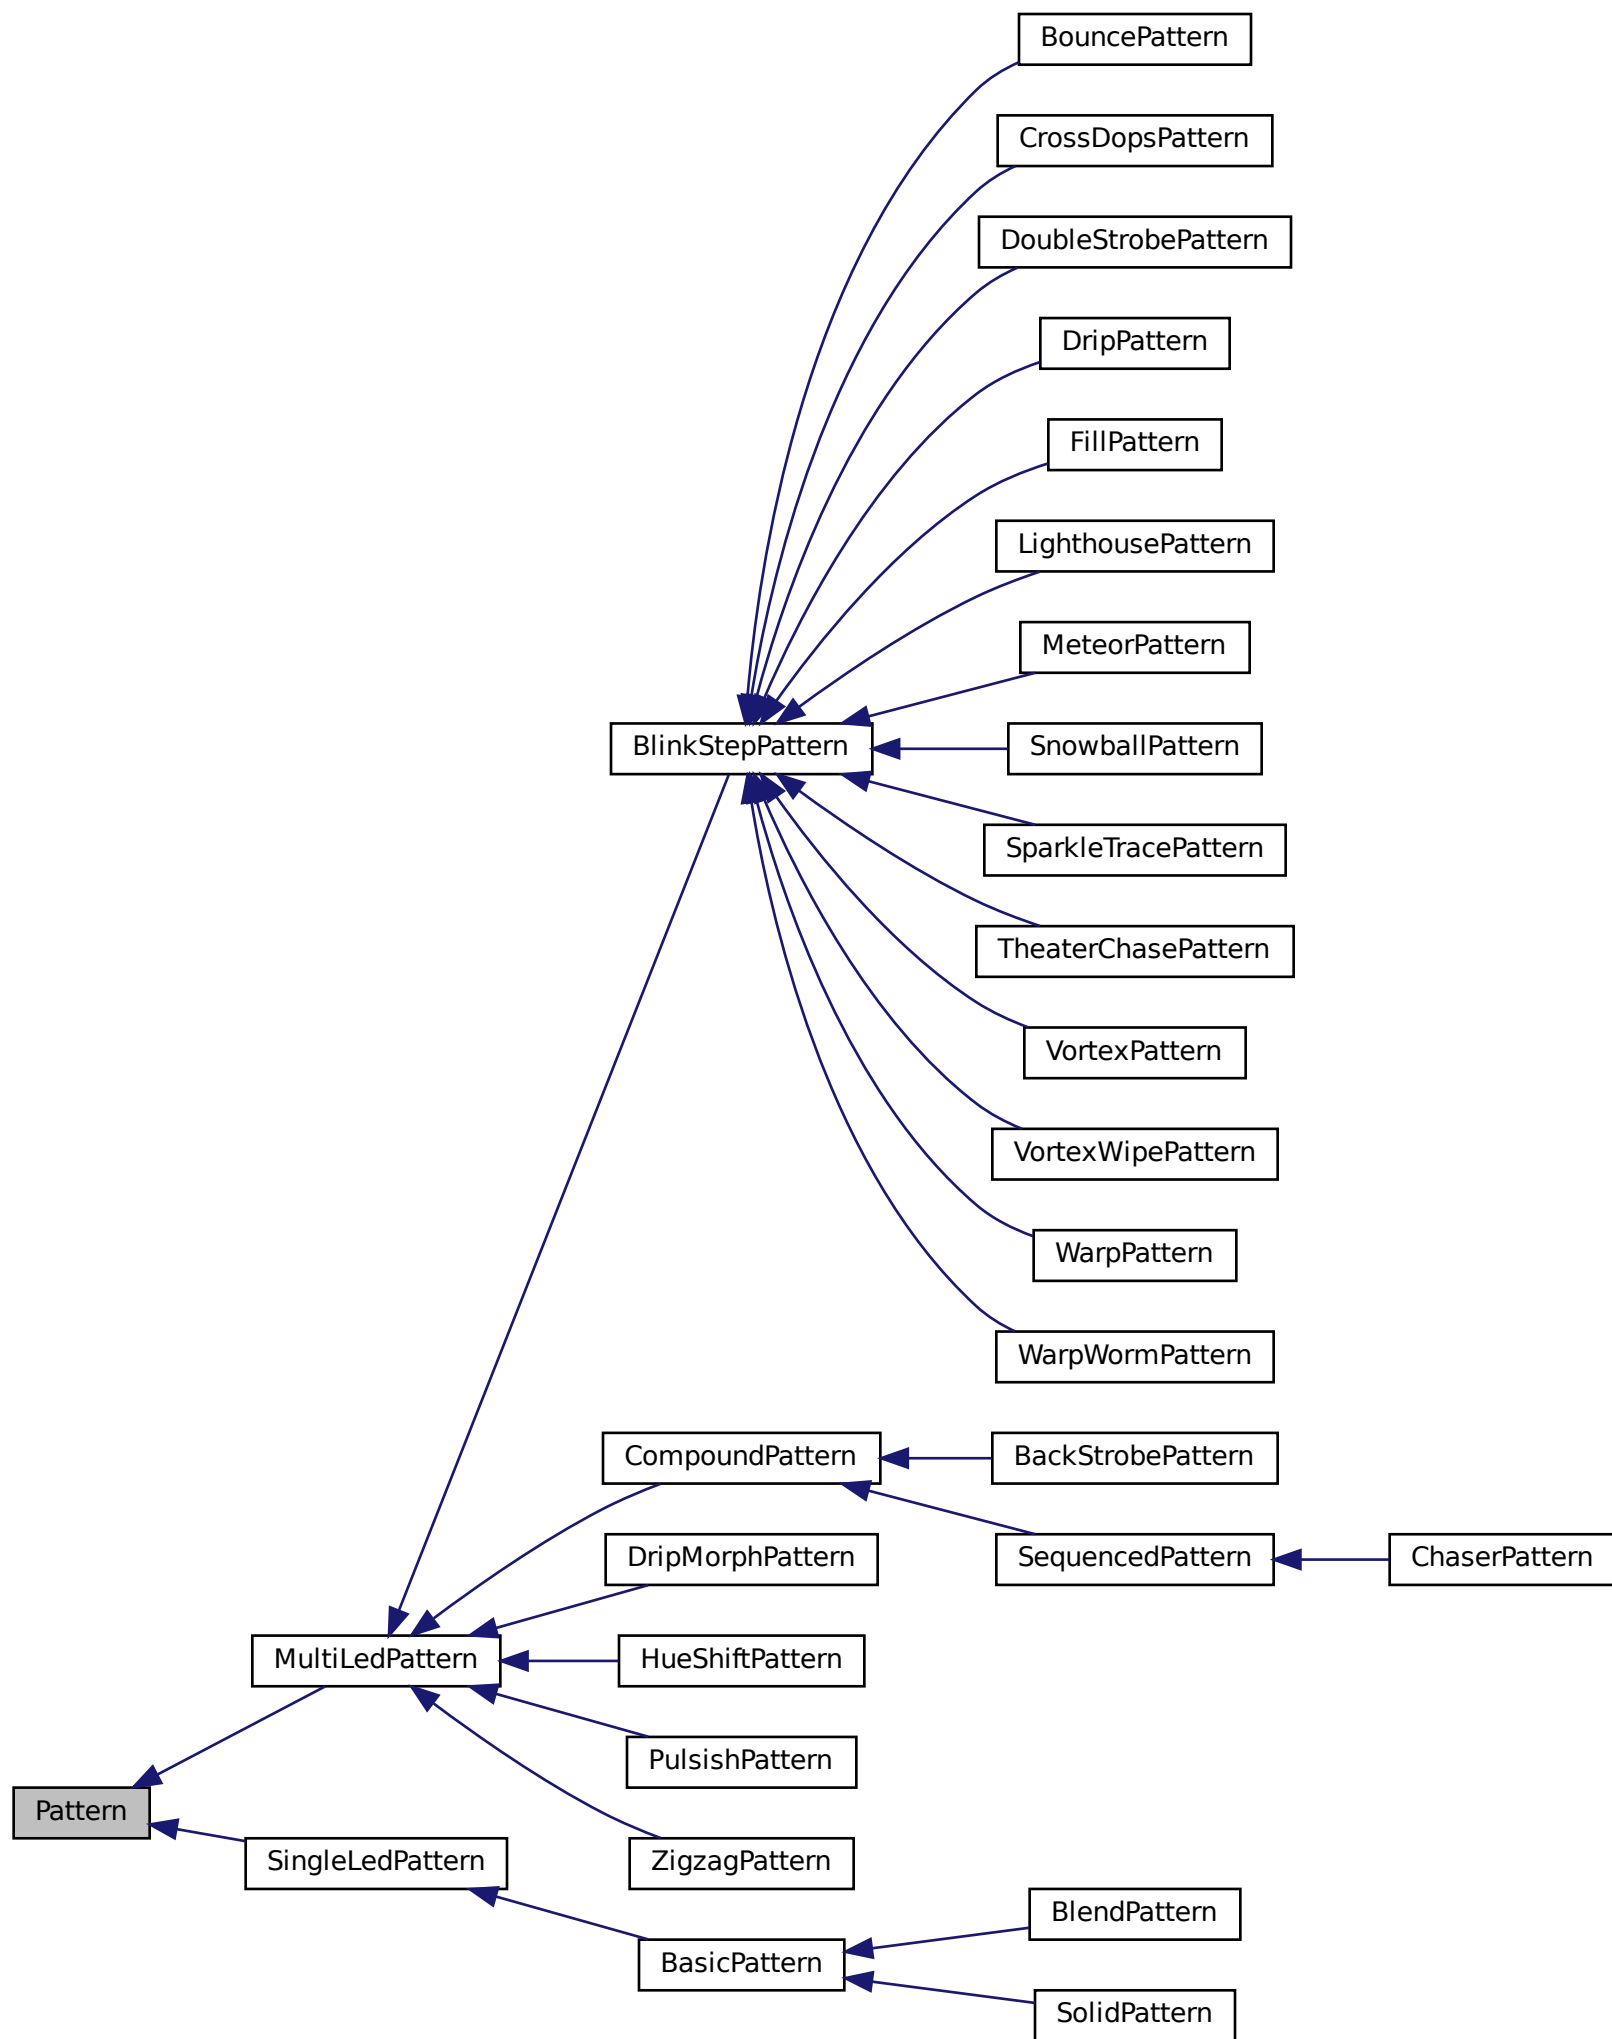 BouncePattern
CrossDopsPattern
DoubleStrobePattern
DripPattern
FillPattern
LighthousePattern
MeteorPattern
BlinkStepPattern
SnowballPattern
SparkleTracePattern
TheaterChasePattern
VortexPattern
VortexWipePattern
WarpPattern
WarpWormPattern
CompoundPattern
BackStrobePattern
DripMorphPattern
SequencedPattern
ChaserPattern
MultiLedPattern
HueShiftPattern
PulsishPattern
Pattern
SingleLedPattern
ZigzagPattern
BlendPattern
BasicPattern
SolidPattern